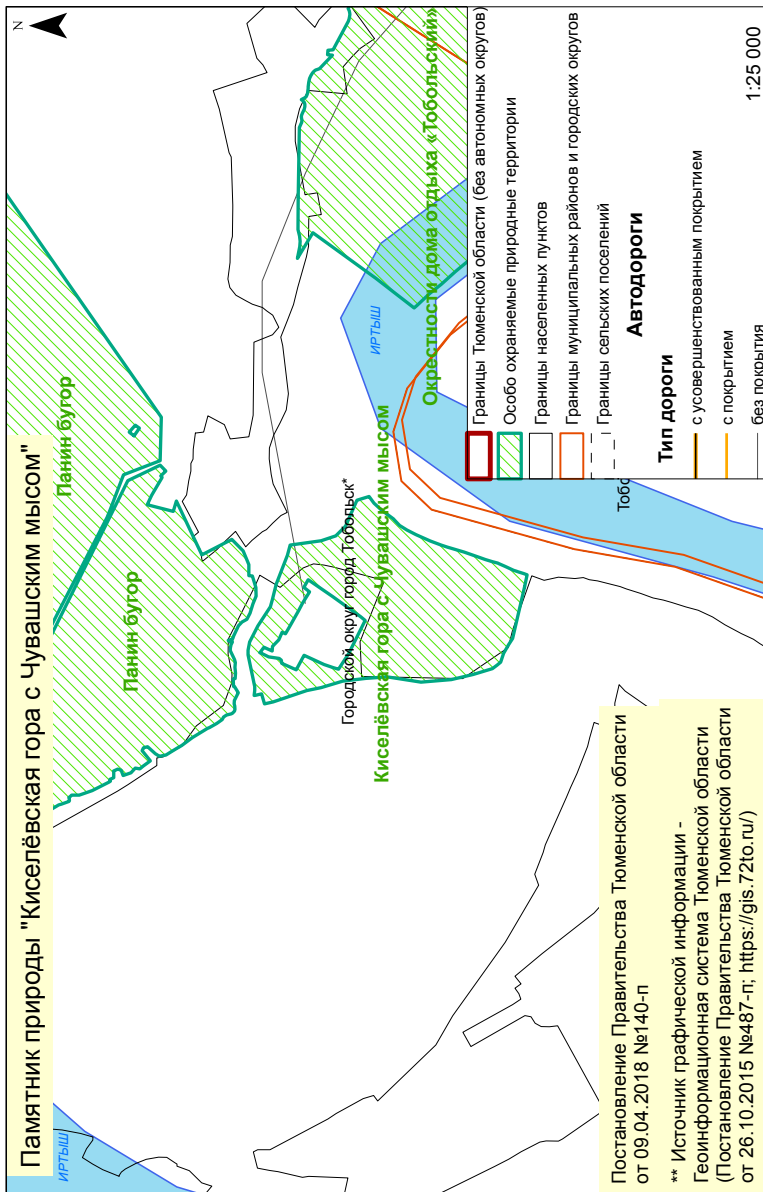 Памятник природы "Киселёвская гора с Чувашским мысом"
N
Панин бугор
Панин бугор
ИРТЫШ
Городской округ город Тобольск*
Киселёвская гора с Чувашским мысом
ИРТЫШ
Окрестности дома отдыха «Тобольский»
Тобо
Границы Тюменской области (без автономных округов)
Особо охраняемые природные территории
Границы населенных пунктов
Границы муниципальных районов и городских округов
Границы сельских поселений
Автодороги
Тип дороги
с усовершенствованным покрытием
с покрытием
без покрытия
1:25 000
Постановление Правительства Тюменской области
от 09.04.2018 №140-п
** Источник графической информации -
Геоинформационная система Тюменской области
(Постановление Правительства Тюменской области
от 26.10.2015 №487-п; https://gis.72to.ru/)